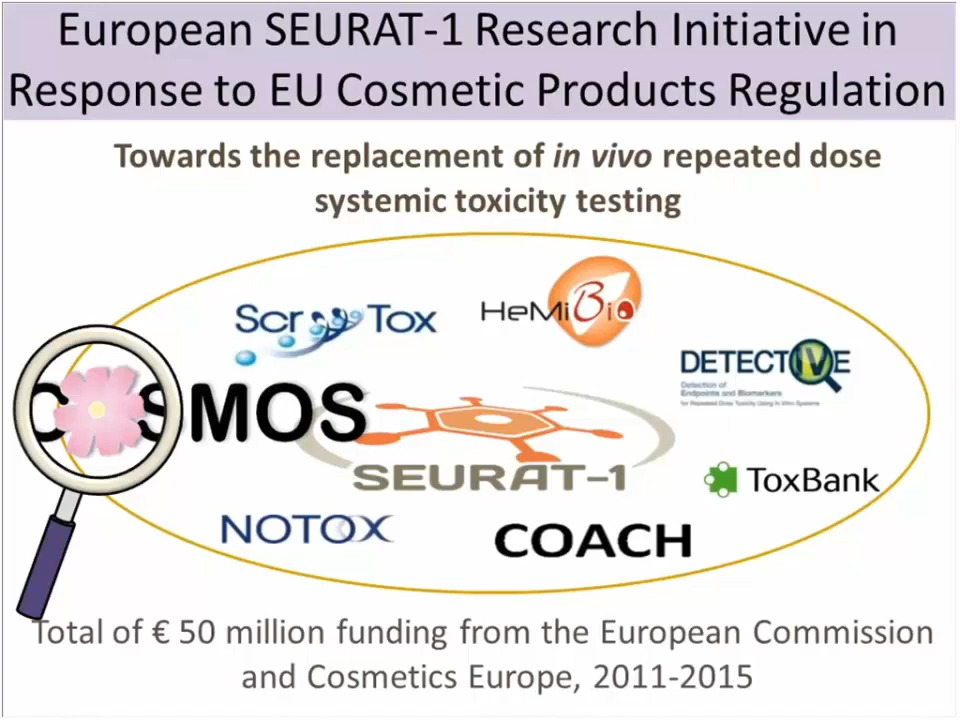 European SEURAT-1 Research Initiative in
Response to EU Cosmetic Products Regulation
Towards the replacement of in vivo repeated dose
systemic toxicity testing
Scr Tox
HeMiBio
DETECTIVE
Detection of
Endpoints and Biomarkers
for Repeated Dose Toxicity Using In Vitro Systems
COSMOS
SEURAT-1
ToxBank
NOTOX
COACH
Total of € 50 million funding from the European Commission
and Cosmetics Europe, 2011-2015